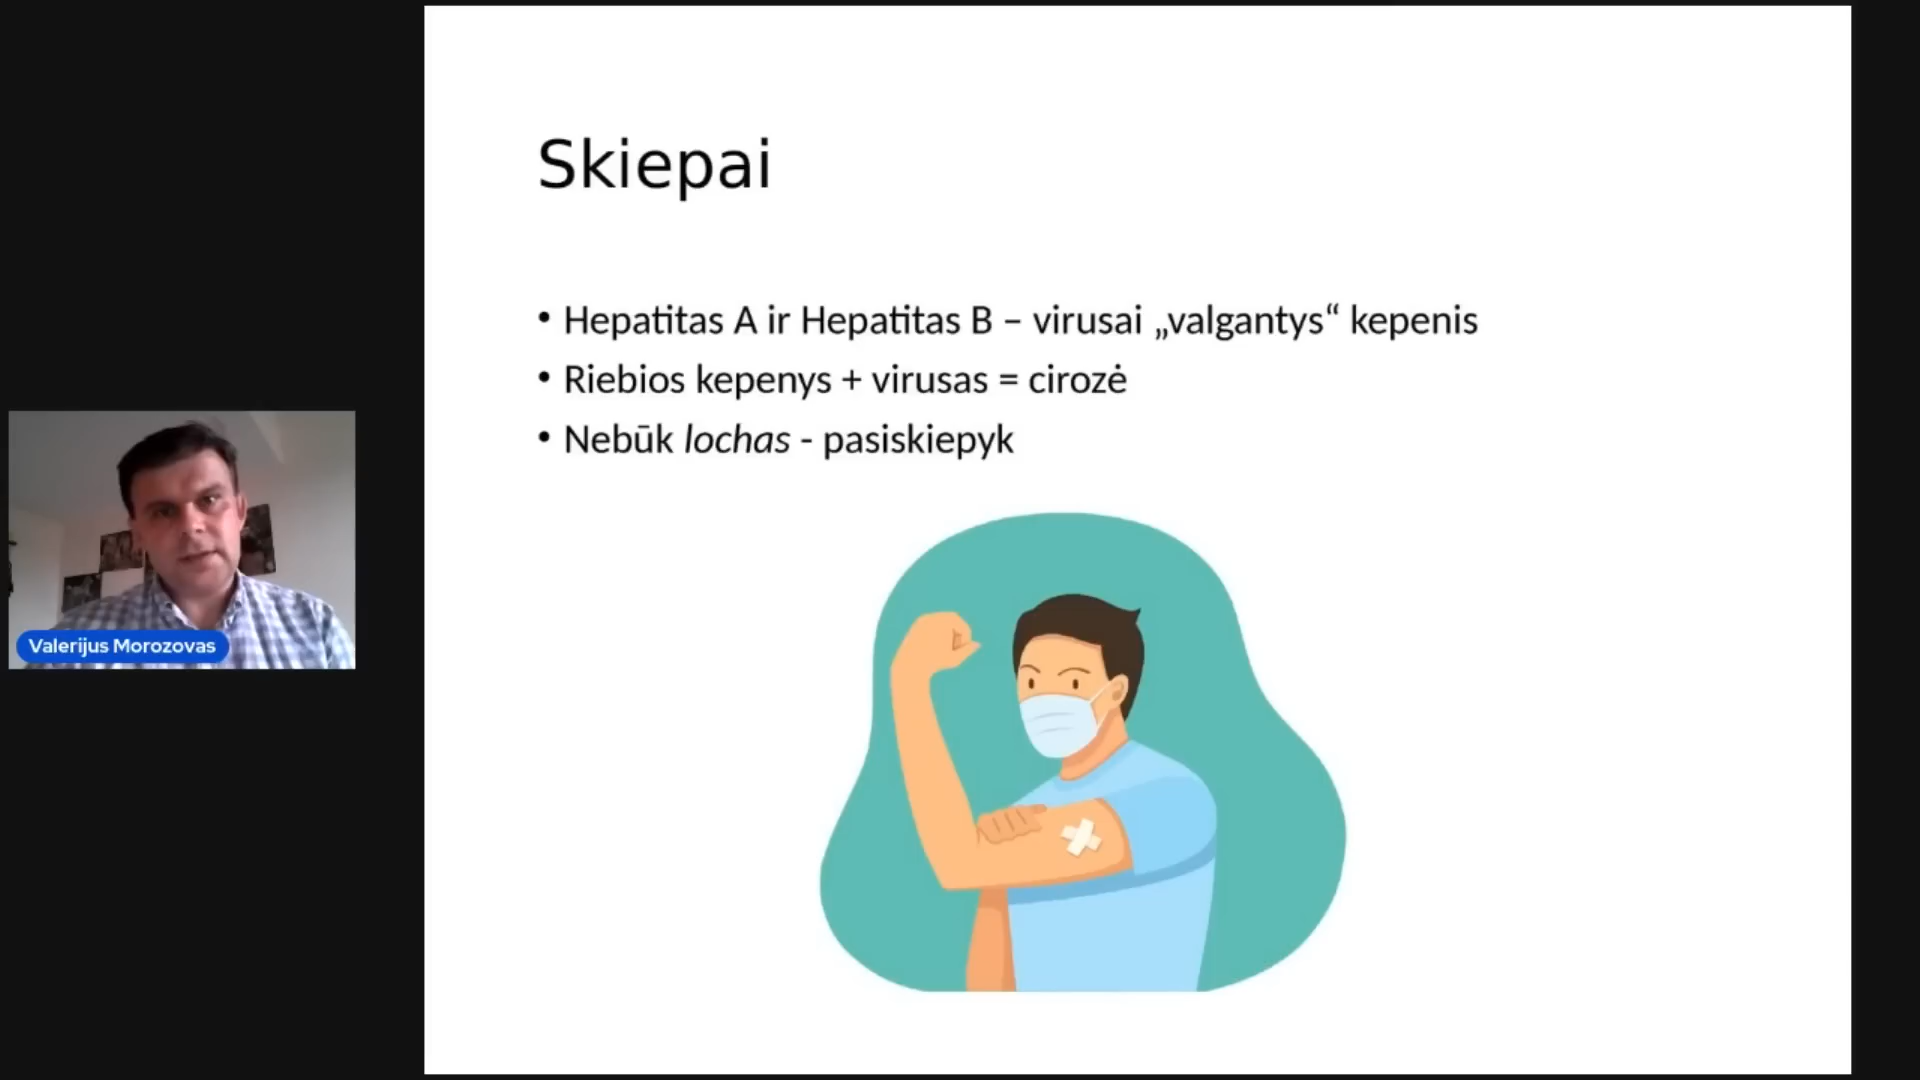 Skiepai
• Hepatitas A ir Hepatitas B – virusai „valgantys“ kepenis
• Riebios kepenys + virusas = cirozė
• Nebūk lochas - pasiskiepyk
Valerijus Morozovas